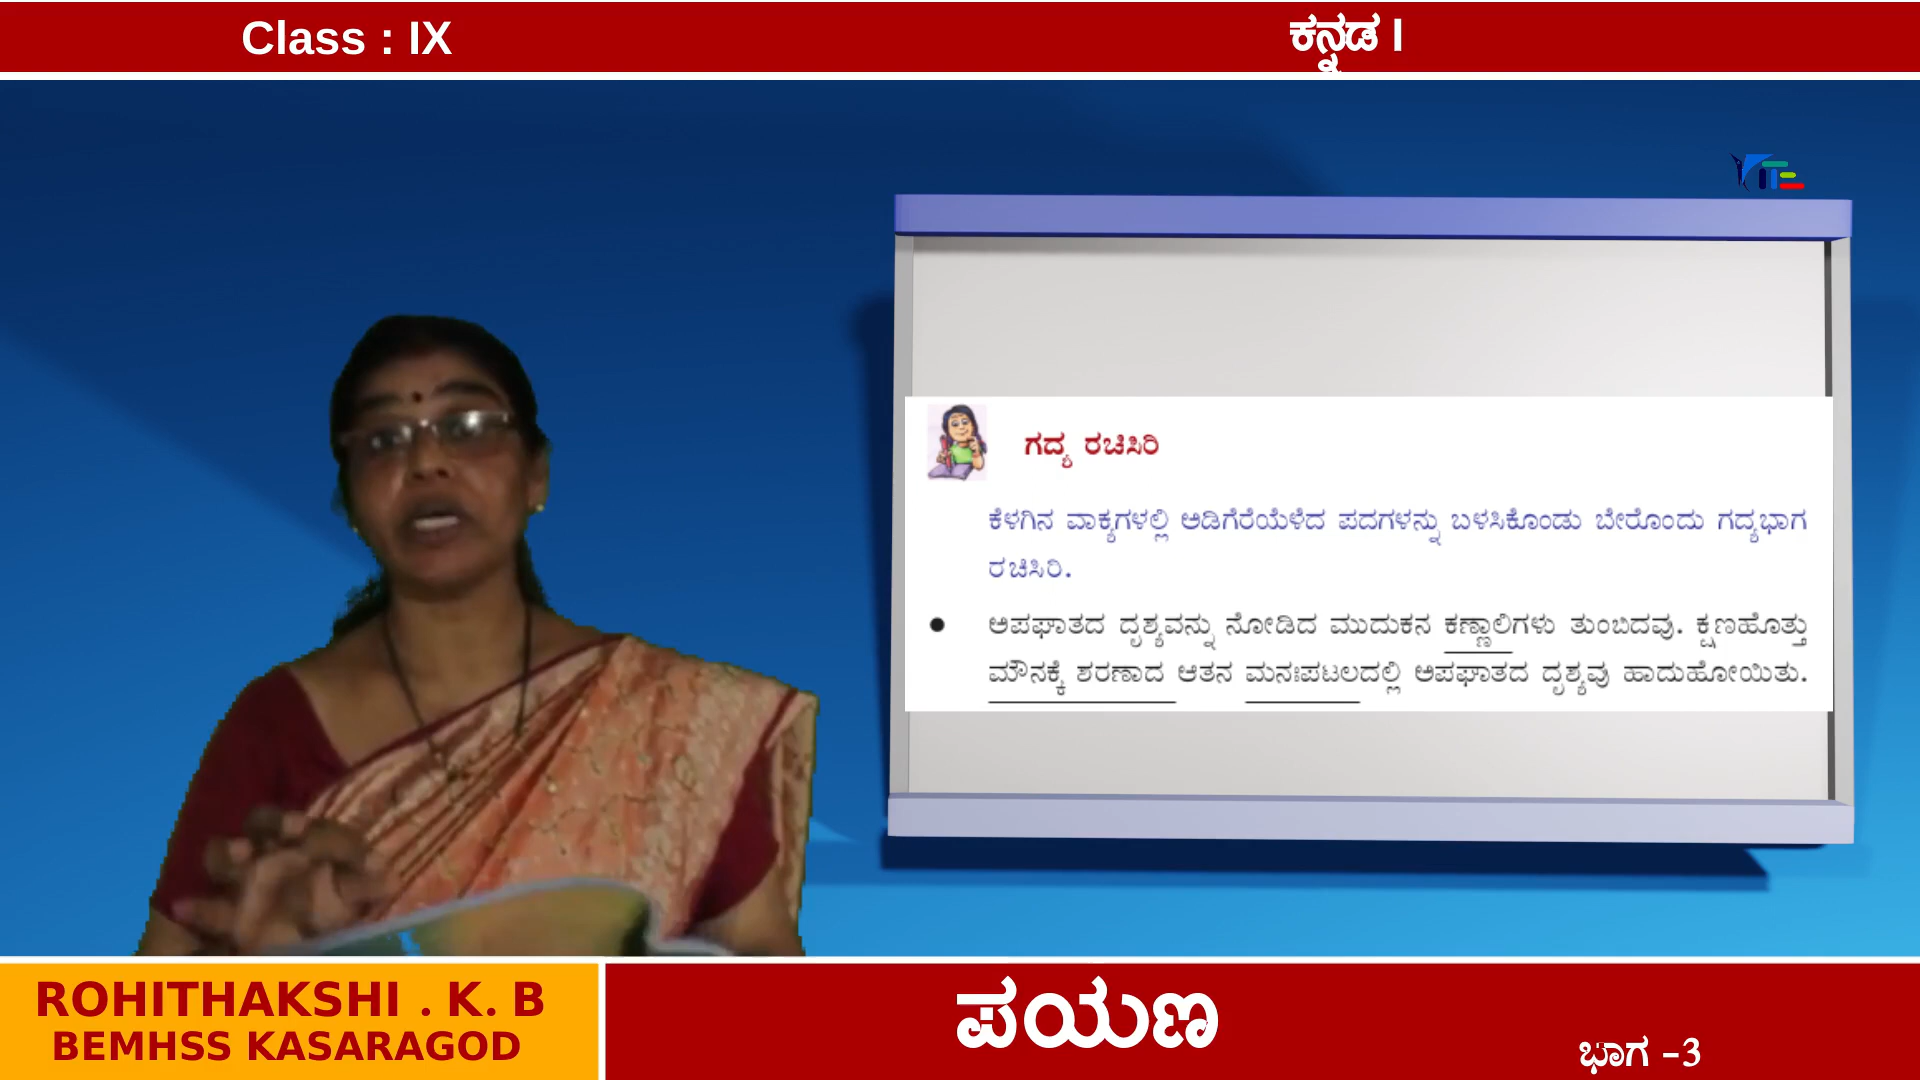 Class : IX
ಕನ್ನಡ I
ಗದ್ಯ ರಚಿಸಿರಿ
ಕೆಳಗಿನ ವಾಕ್ಯಗಳಲ್ಲಿ ಅಡಿಗೆರೆಯೆಳೆದ ಪದಗಳನ್ನು ಬಳಸಿಕೊಂಡು ಬೇರೊಂದು ಗದ್ಯಭಾಗ
ರಚಿಸಿರಿ.
● ಅಪಘಾತದ ದೃಶ್ಯವನ್ನು ನೋಡಿದ ಮುದುಕನ ಕಣ್ಣಾಲಿಗಳು ತುಂಬಿದವು. ಕ್ಷಣಹೊತ್ತು
ಮೌನಕ್ಕೆ ಶರಣಾದ ಆತನ ಮನಃಪಟಲದಲ್ಲಿ ಅಪಘಾತದ ದೃಶ್ಯವು ಹಾದುಹೋಯಿತು.
ROHITHAKSHI . K. B
BEMHSS KASARAGOD
ಪಯಣ
ಭಾಗ -3